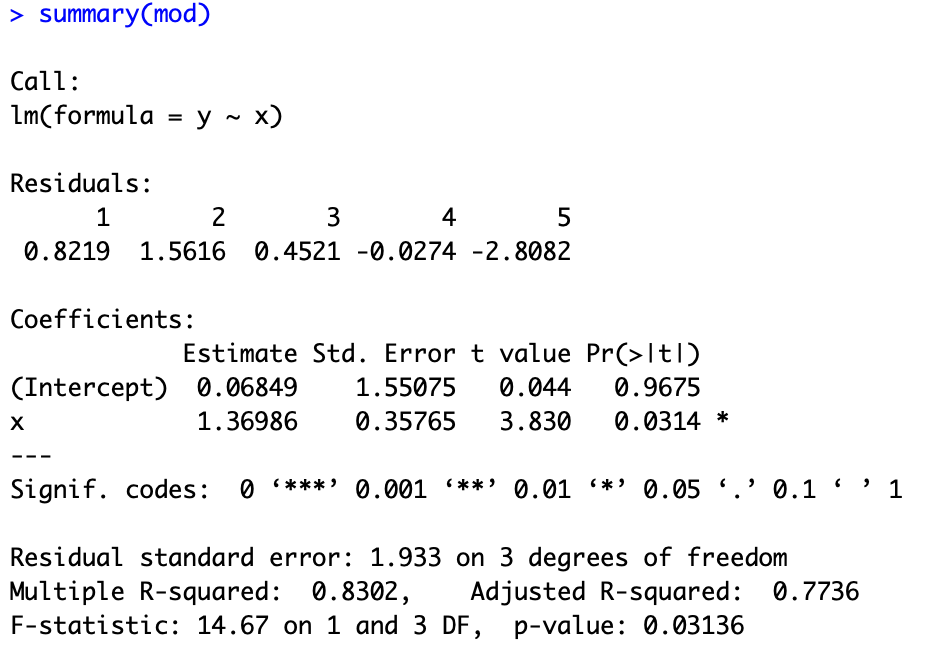 > summary(mod)
Call:
lm(formula = y ~ x)
Residuals:
1 2 3 4 5
0.8219 1.5616 0.4521 -0.0274 -2.8082
Coefficients:
Estimate Std. Error t value Pr(>|t|)
(Intercept) 0.06849 1.55075 0.044 0.9675
x 1.36986 0.35765 3.830 0.0314 *
---
Signif. codes: 0 ‘***’ 0.001 ‘**’ 0.01 ‘*’ 0.05 ‘.’ 0.1 ‘ ’ 1
Residual standard error: 1.933 on 3 degrees of freedom
Multiple R-squared: 0.8302, Adjusted R-squared: 0.7736
F-statistic: 14.67 on 1 and 3 DF, p-value: 0.03136